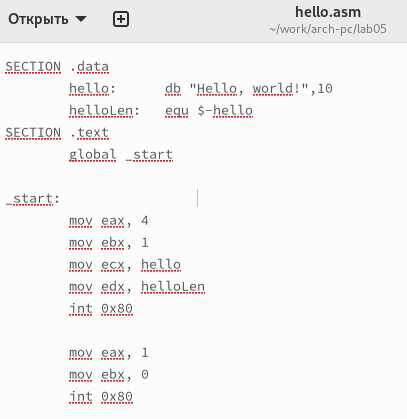 Открыть
hello.asm
~/work/arch-pc/lab05
SECTION .data
hello: db "Hello, world!",10
helloLen: equ $-hello
SECTION .text
global _start
_start:
mov eax, 4
mov ebx, 1
mov ecx, hello
mov edx, helloLen
int 0x80
mov eax, 1
mov ebx, 0
int 0x80